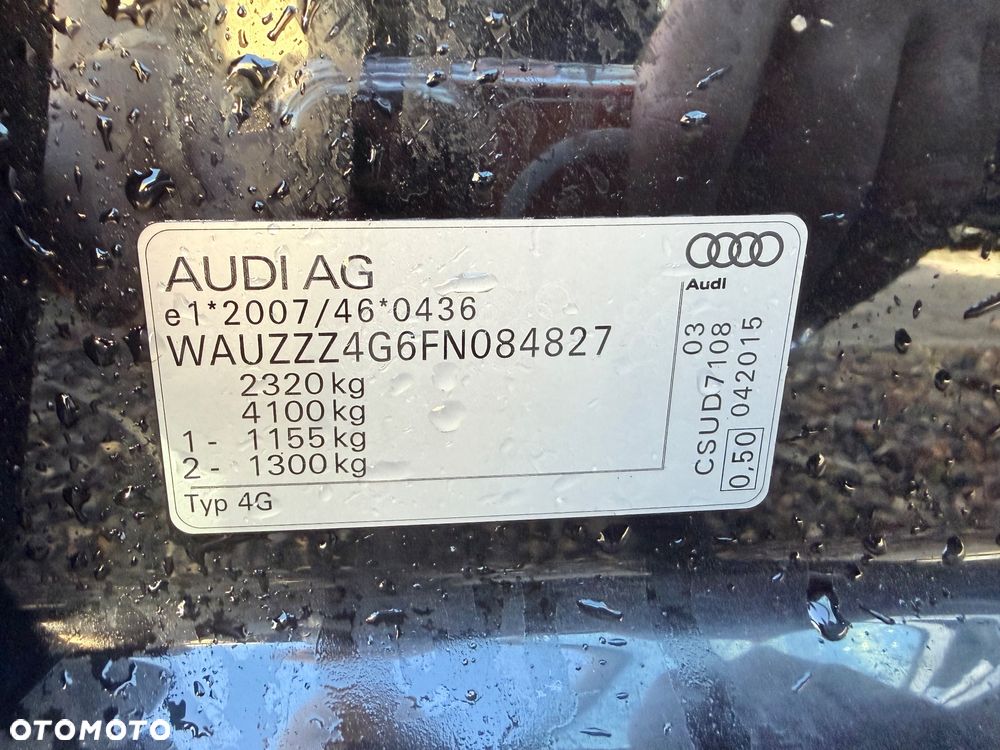 AUDI AG
e1*2007/46*0436
WAUZZZ4G6FN084827
2320 kg
4100 kg
1 - 1155 kg
2 - 1300 kg
Typ 4G
Audi
CSUD7108 03
0,50 042015
OTOMOTO